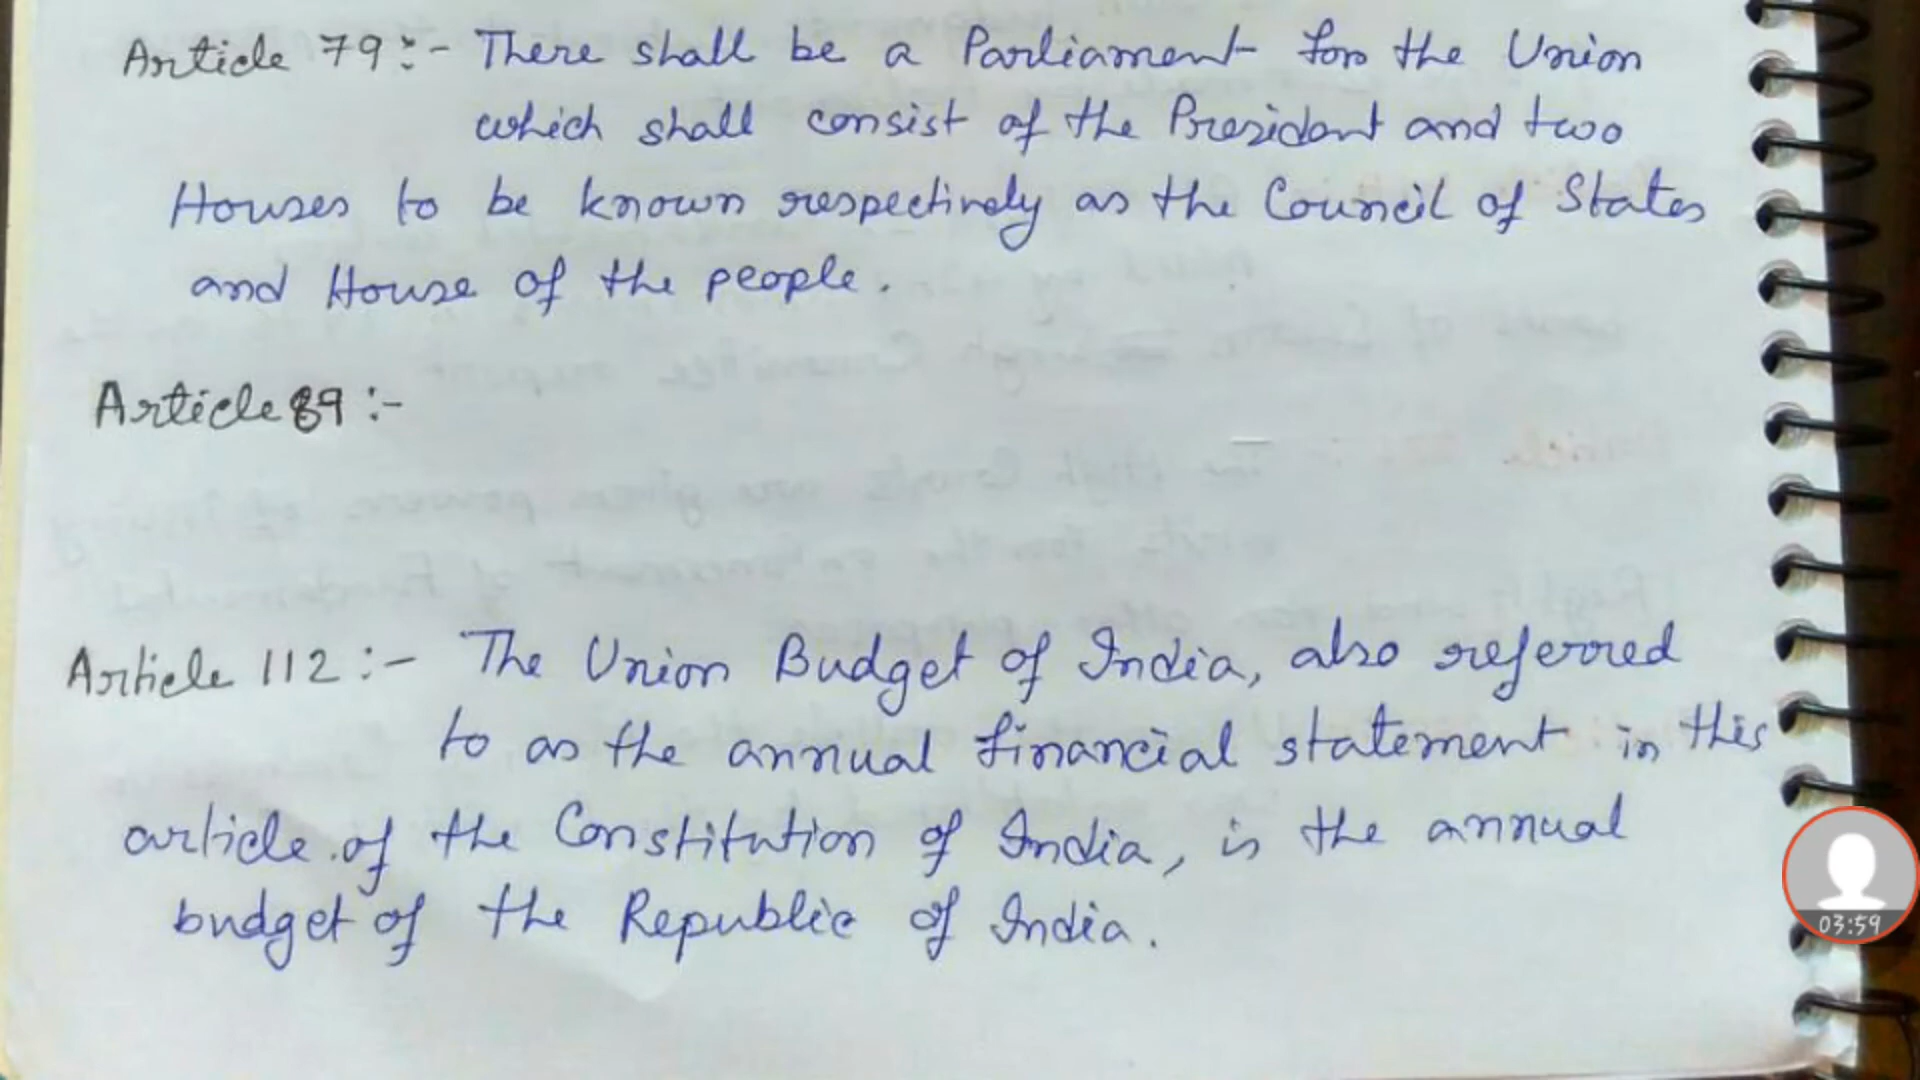 Article 79:- There shall be a Parliament for the Union
which shall consist of the President and two
Houses to be known respectively as the Council of States
and House of the people.
Article 89:-
Article 112:- The Union Budget of India, also referred
to as the annual financial statement in this
article of the Constitution of India, is the annual
budget of the Republic of India.
03:59